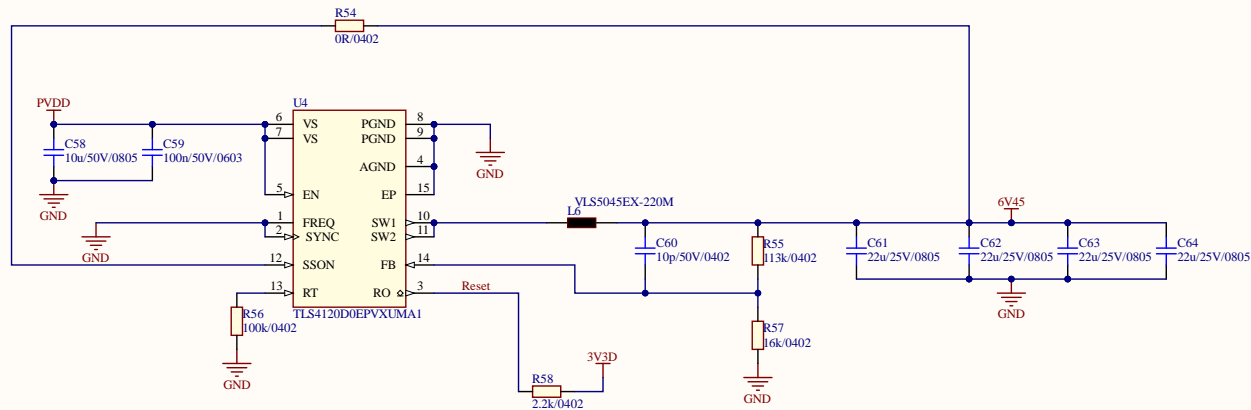 R54
0R/0402
PVDD
C58
10u/50V/0805
C59
100n/50V/0603
GND
U4
6 VS
7 VS
5 EN
1 FREQ
2 SYNC
12 SSON
13 RT
PGND 8
PGND 9
AGND 4
EP 15
SW1 10
SW2 11
FB 14
RO 3
TLS4120D0EPVXUMA1
GND
GND
R56
100k/0402
GND
Reset
R58
2.2k/0402
3V3D
VLS5045EX-220M
L6
C60
10p/50V/0402
R55
113k/0402
R57
16k/0402
GND
6V45
C61
22u/25V/0805
C62
22u/25V/0805
C63
22u/25V/0805
C64
22u/25V/0805
GND